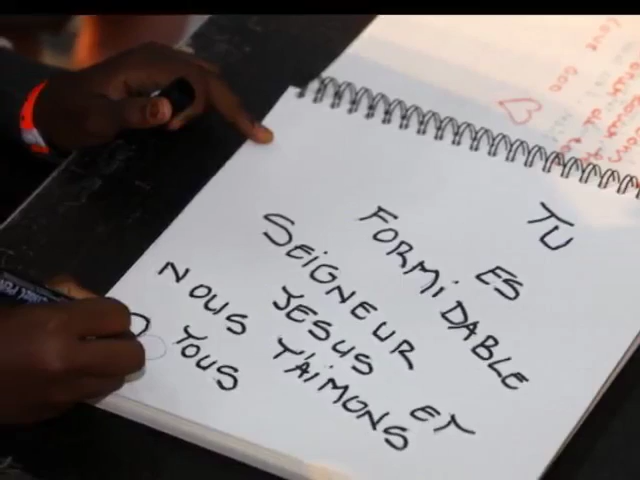 TU
ES
FORMIDABLE
SEIGNEUR
JESUS ET
NOUS T'AIMONS
TOUS